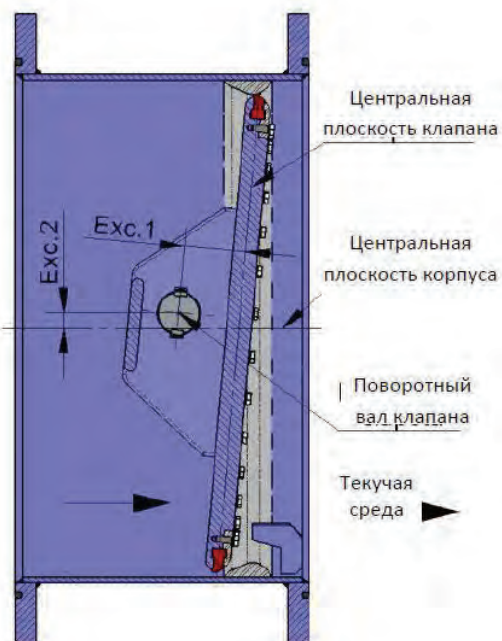 Центральная
плоскость клапана
Exc.1
Exc.2
Центральная
плоскость корпуса
Поворотный
вал клапана
Текучая
среда